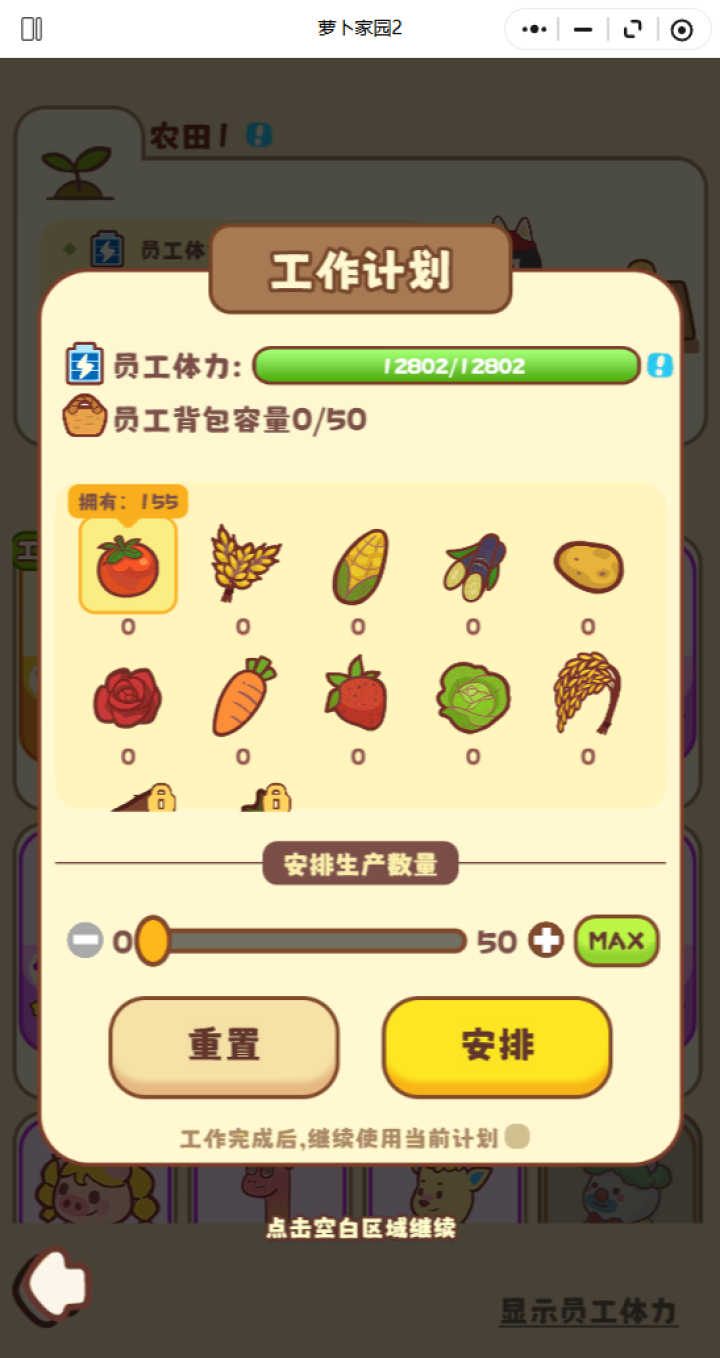 萝卜家园2
农田1
员工体
工作计划
员工体力: 12802/12802
员工背包容量0/50
拥有: 155
0 0 0 0 0
0 0 0 0 0
安排生产数量
0 50 MAX
重置 安排
工作完成后,继续使用当前计划
点击空白区域继续
显示员工体力